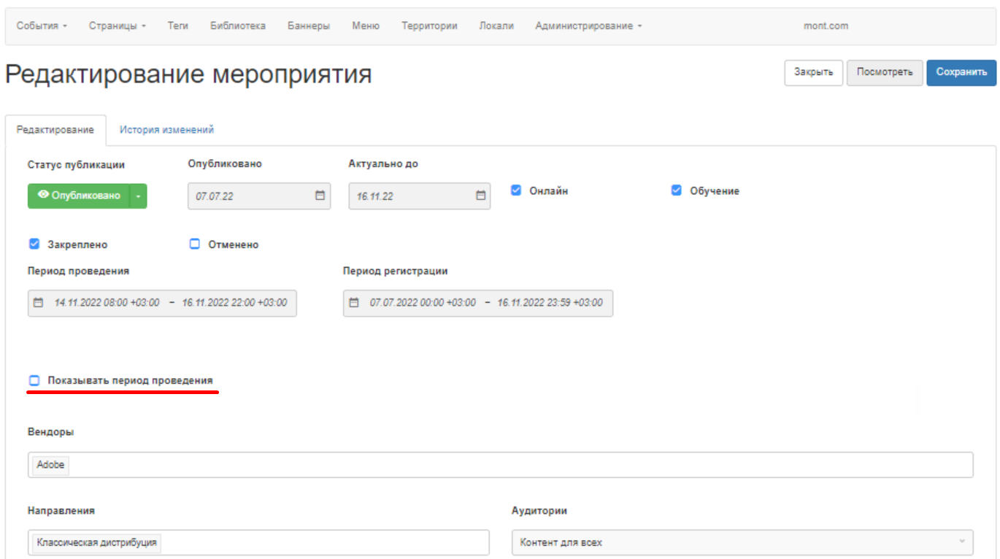 События Страницы Теги Библиотека Баннеры Меню Территории Локали Администрирование mont.com
Редактирование мероприятия
Закрыть Посмотреть Сохранить
Редактирование История изменений
Статус публикации Опубликовано Актуально до
Опубликовано 07.07.22 16.11.22 Онлайн Обучение
Закреплено Отменено
Период проведения Период регистрации
14.11.2022 08:00 +03:00 – 16.11.2022 22:00 +03:00 07.07.2022 00:00 +03:00 – 16.11.2022 23:59 +03:00
Показывать период проведения
Вендоры
Adobe
Направления Аудитории
Классическая дистрибуция Контент для всех